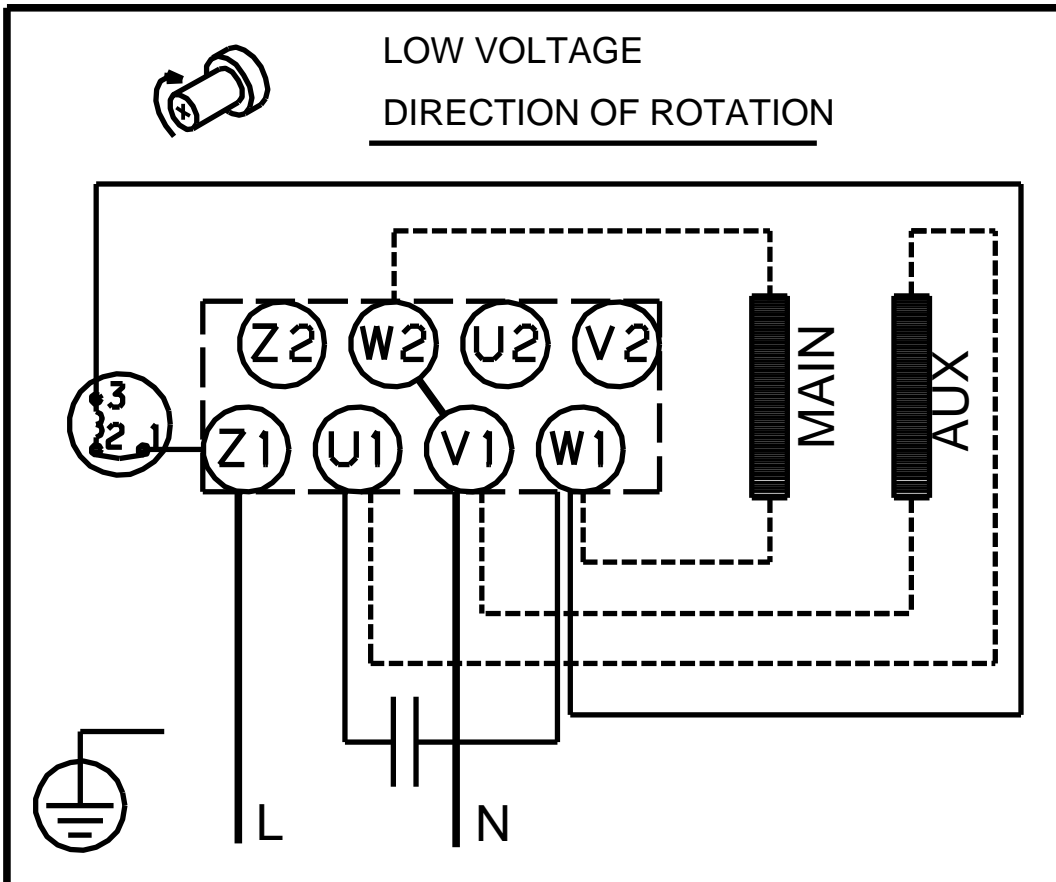 LOW VOLTAGE
DIRECTION OF ROTATION
Z2 W2 U2 V2
MAIN
AUX
3
2 1
Z1 U1 V1 W1
L N